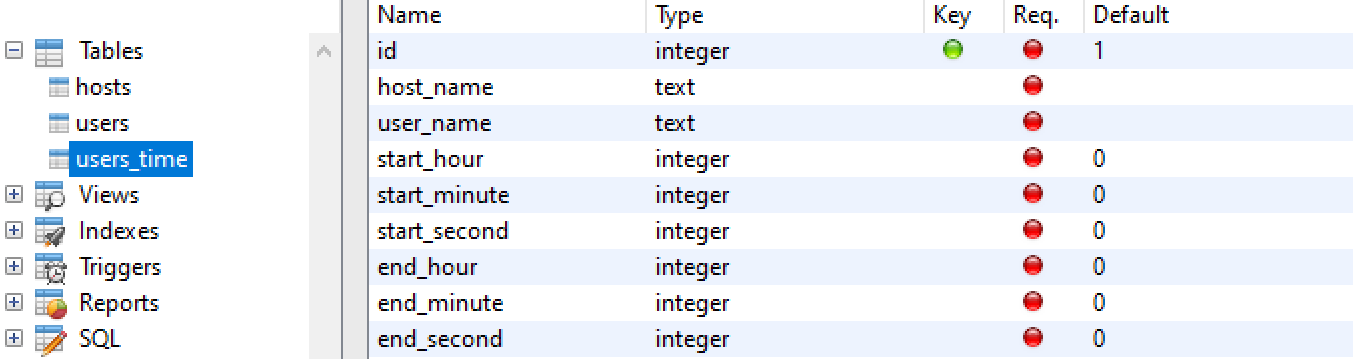 Tables
hosts
users
users_time
Views
Indexes
Triggers
Reports
SQL
Name Type Key Req. Default
id integer 1
host_name text
user_name text
start_hour integer 0
start_minute integer 0
start_second integer 0
end_hour integer 0
end_minute integer 0
end_second integer 0